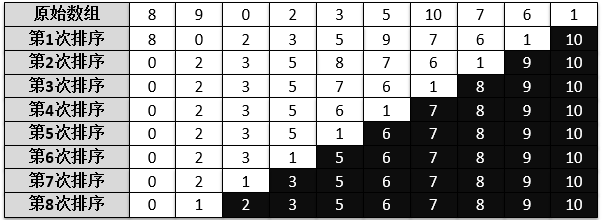 原始数组 8 9 0 2 3 5 10 7 6 1
第1次排序 8 0 2 3 5 9 7 6 1 10
第2次排序 0 2 3 5 8 7 6 1 9 10
第3次排序 0 2 3 5 7 6 1 8 9 10
第4次排序 0 2 3 5 6 1 7 8 9 10
第5次排序 0 2 3 5 1 6 7 8 9 10
第6次排序 0 2 3 1 5 6 7 8 9 10
第7次排序 0 2 1 3 5 6 7 8 9 10
第8次排序 0 1 2 3 5 6 7 8 9 10